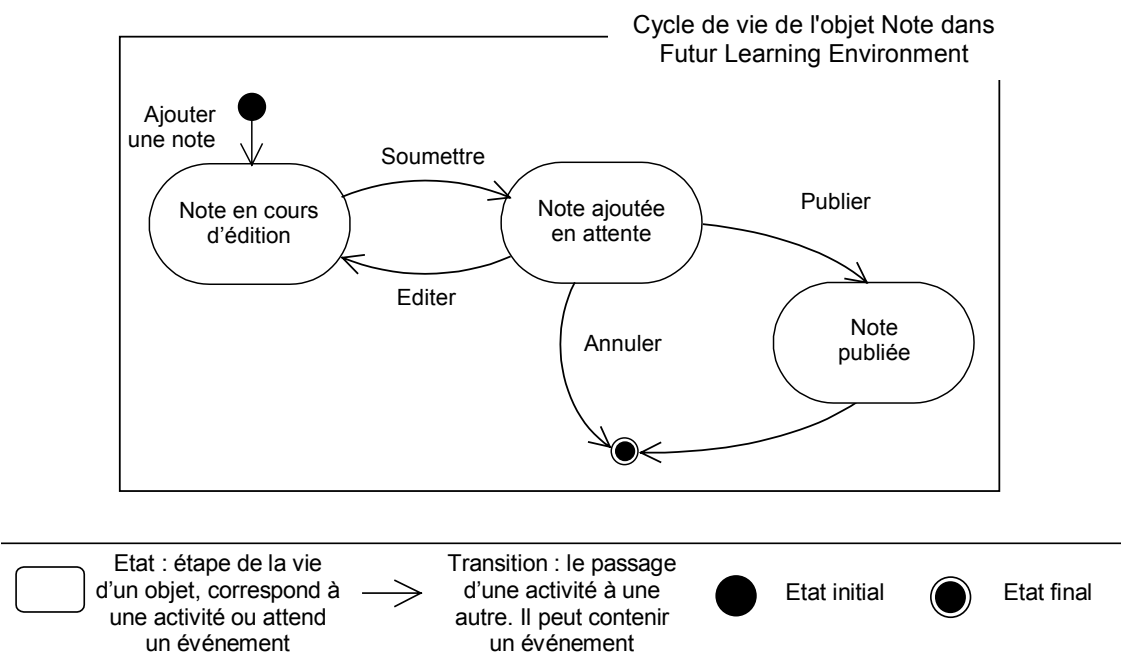 Cycle de vie de l'objet Note dans
Futur Learning Environment
Ajouter
une note
Soumettre
Note en cours
d’édition
Note ajoutée
en attente
Publier
Editer
Annuler
Note
publiée
Etat : étape de la vie
d’un objet, correspond à
une activité ou attend
un événement
Transition : le passage
d’une activité à une
autre. Il peut contenir
un événement
Etat initial
Etat final